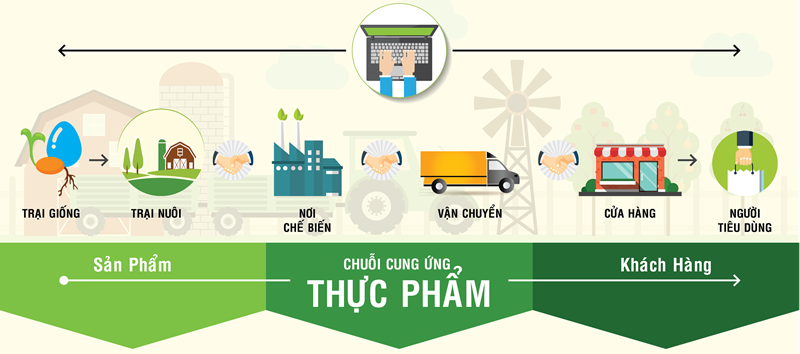 TRẠI GIỐNG
TRẠI NUÔI
NƠI
CHẾ BIẾN
VẬN CHUYỂN
CỬA HÀNG
NGƯỜI
TIÊU DÙNG
Sản Phẩm
CHUỖI CUNG ỨNG
THỰC PHẨM
Khách Hàng